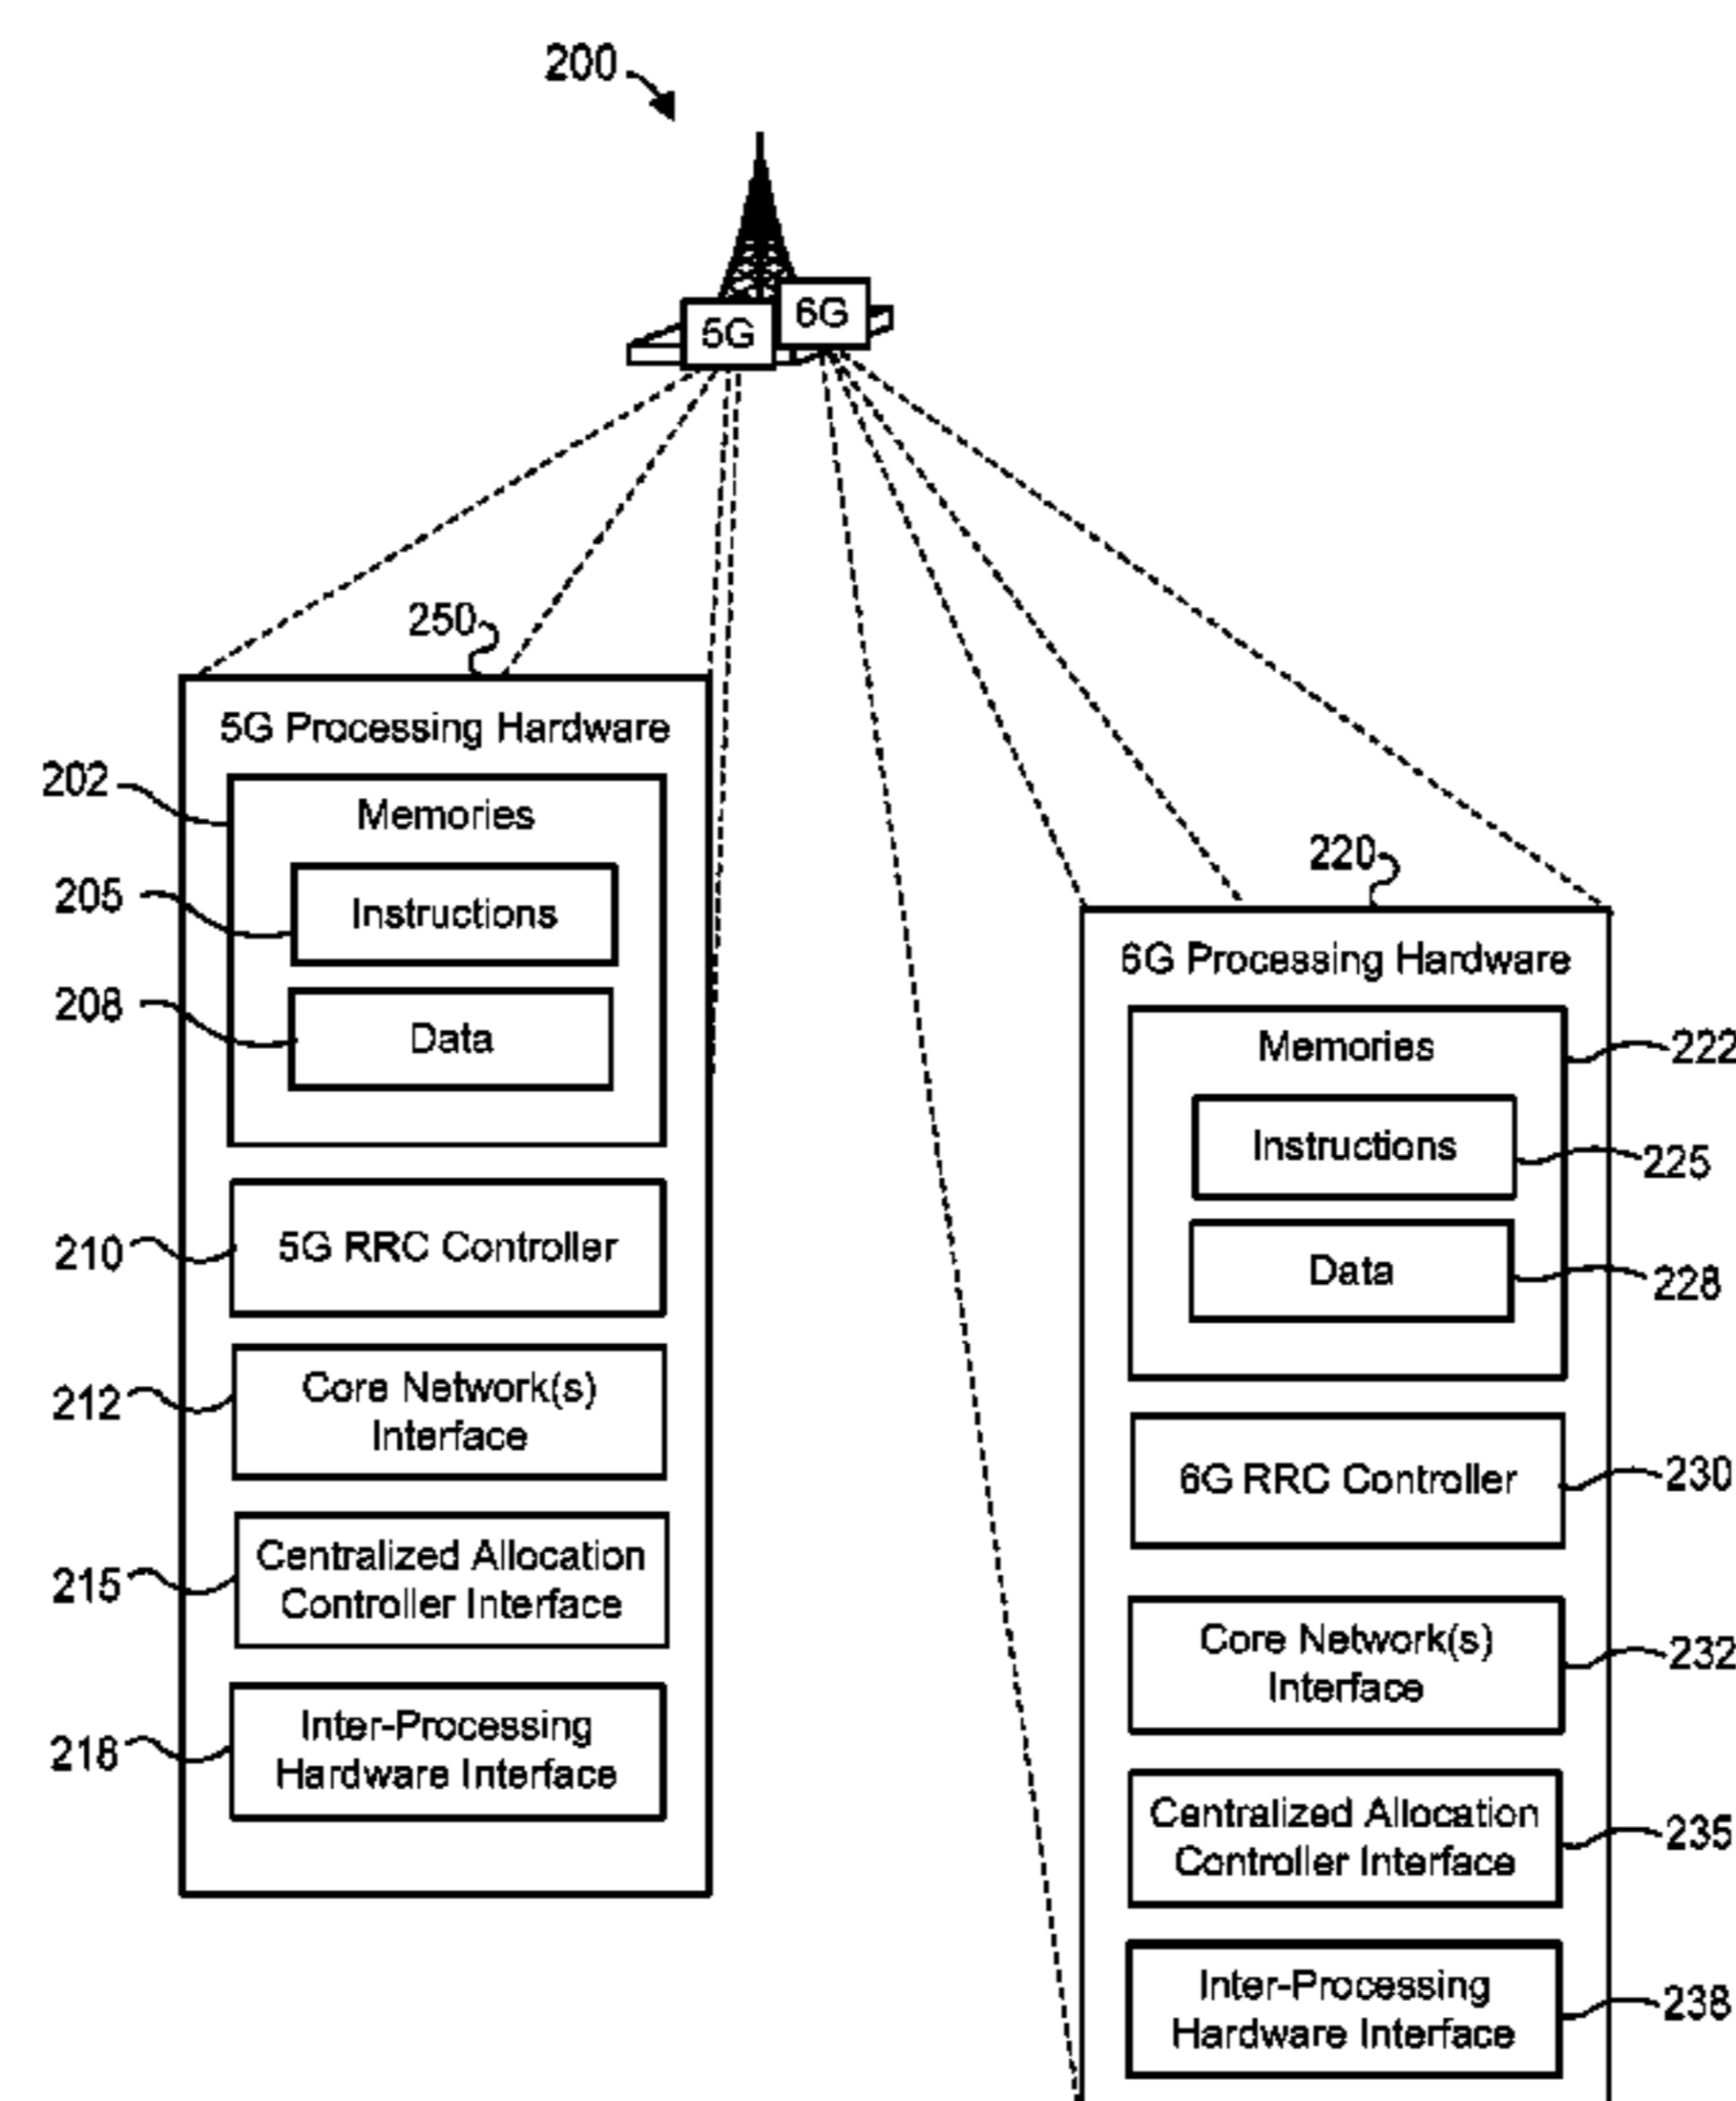 200
5G
6G
250
5G Processing Hardware
202
Memories
205
Instructions
208
Data
210
5G RRC Controller
212
Core Network(s)
Interface
215
Centralized Allocation
Controller Interface
218
Inter-Processing
Hardware Interface
220
6G Processing Hardware
Memories
222
Instructions
225
Data
228
6G RRC Controller
230
Core Network(s)
Interface
232
Centralized Allocation
Controller Interface
235
Inter-Processing
Hardware Interface
238